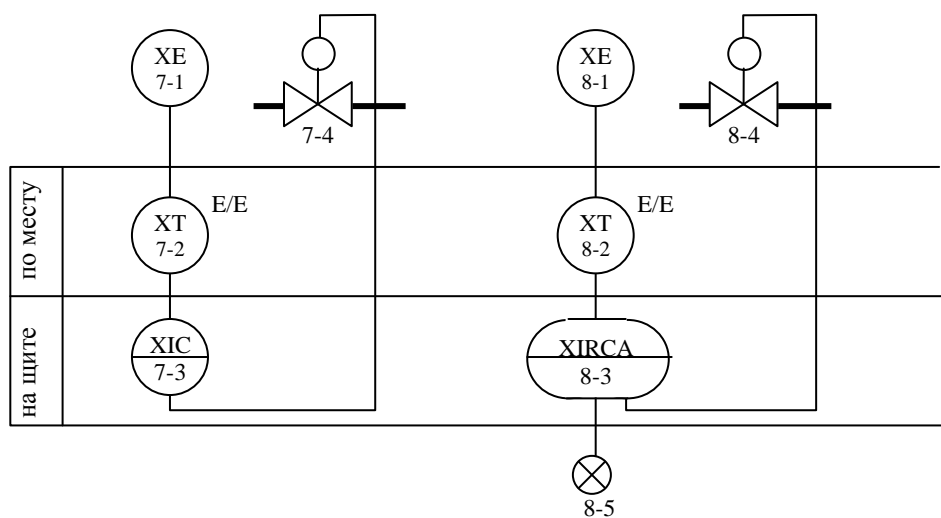 XE
7-1
7-4
XE
8-1
8-4
по месту
XT
7-2
E/E
XT
8-2
E/E
на щите
XIC
7-3
XIRCA
8-3
8-5